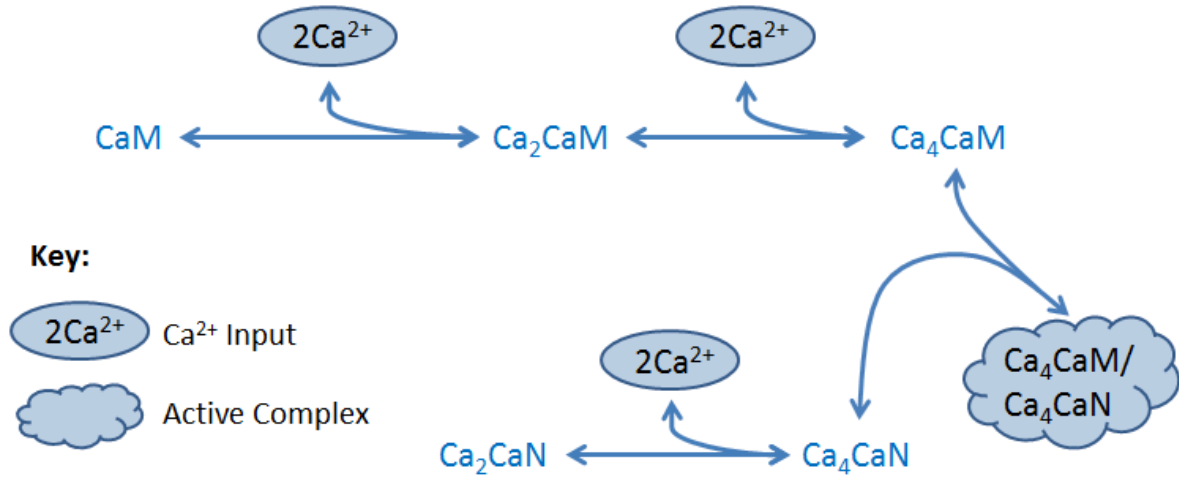 2Ca²⁺ 2Ca²⁺
CaM Ca₂CaM Ca₄CaM
Key:
2Ca²⁺ Ca²⁺ Input
2Ca²⁺
Ca₄CaM/
Ca₄CaN
Active Complex
Ca₂CaN Ca₄CaN